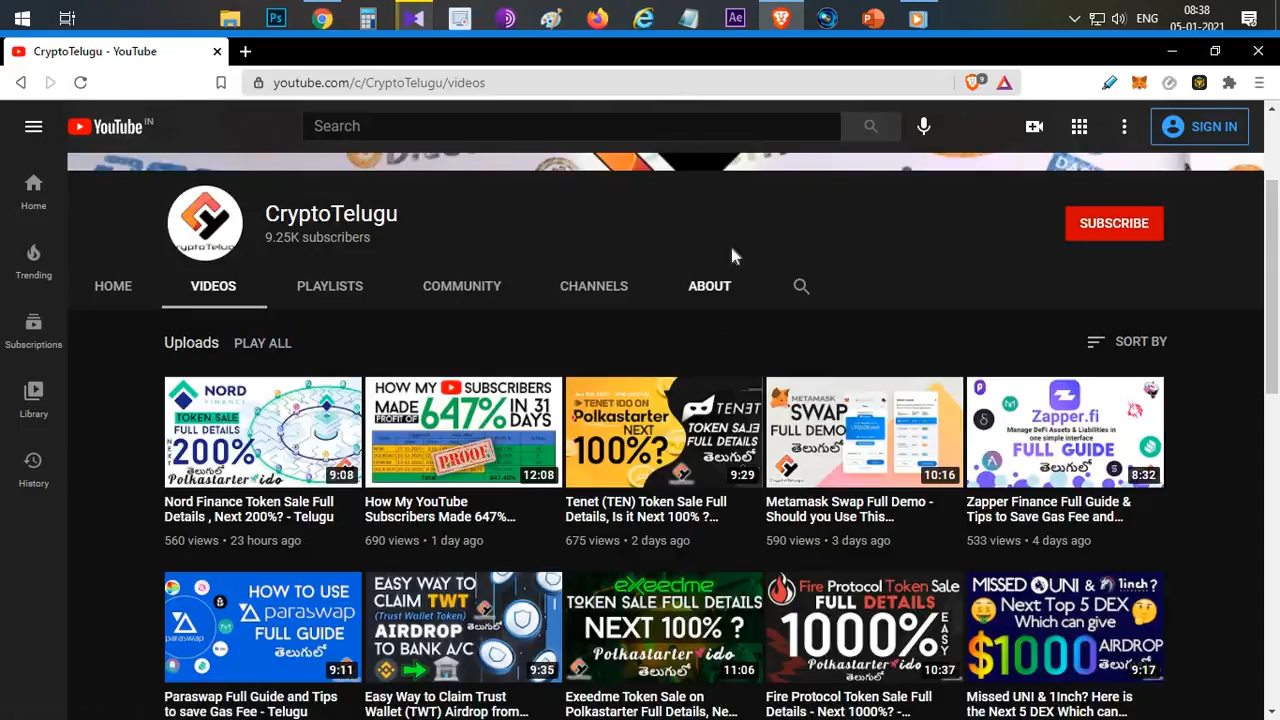 08:38
ENG
05-01-2021
CryptoTelugu - YouTube
youtube.com/c/CryptoTelugu/videos
9
YouTube IN
Search
SIGN IN
Home
Trending
Subscriptions
Library
History
CryptoTelugu
9.25K subscribers
SUBSCRIBE
HOME VIDEOS PLAYLISTS COMMUNITY CHANNELS ABOUT
Uploads PLAY ALL
SORT BY
NORD
FINANCE
TOKEN SALE
FULL DETAILS
NEXT
200%?
Polkastarter తెలుగులో
9:08
Nord Finance Token Sale Full
Details , Next 200%? - Telugu
560 views • 23 hours ago
HOW MY SUBSCRIBERS
MADE PROFIT OF 647% IN 31
DAYS
PROOF
12:08
How My YouTube
Subscribers Made 647%...
690 views • 1 day ago
TENET IDO ON
Polkastarter
NEXT
100%?
TENET
TOKEN SALE
FULL DETAILS
తెలుగులో
9:29
Tenet (TEN) Token Sale Full
Details, Is it Next 100% ?...
675 views • 2 days ago
METAMASK
SWAP
FULL DEMO
తెలుగులో
10:16
Metamask Swap Full Demo -
Should you Use This...
590 views • 3 days ago
Zapper.fi
Manage DeFi Assets & Liabilities in
one simple interface
FULL GUIDE
తెలుగులో
8:32
Zapper Finance Full Guide &
Tips to Save Gas Fee and...
533 views • 4 days ago
HOW TO USE
PARASWAP
FULL GUIDE
తెలుగులో
paraswap
9:11
Paraswap Full Guide and Tips
to save Gas Fee - Telugu
EASY WAY TO
CLAIM TWT
(Trust Wallet Token)
AIRDROP తెలుగులో
TO BANK A/C
9:35
Easy Way to Claim Trust
Wallet (TWT) Airdrop from...
eXeedme
TOKEN SALE FULL DETAILS
NEXT 100% ?
Polkastarter ido
తెలుగులో
11:06
Exeedme Token Sale on
Polkastarter Full Details, Ne...
Fire Protocol Token Sale
FULL DETAILS
1000%?
EASY
Polkastarter ido
తెలుగులో
10:37
Fire Protocol Token Sale Full
Details - Next 1000%? -...
MISSED UNI & 1inch?
Next Top 5 DEX
Which can give
$1000 AIRDROP
తెలుగులో
9:17
Missed UNI & 1Inch? Here is
the Next 5 DEX Which can...